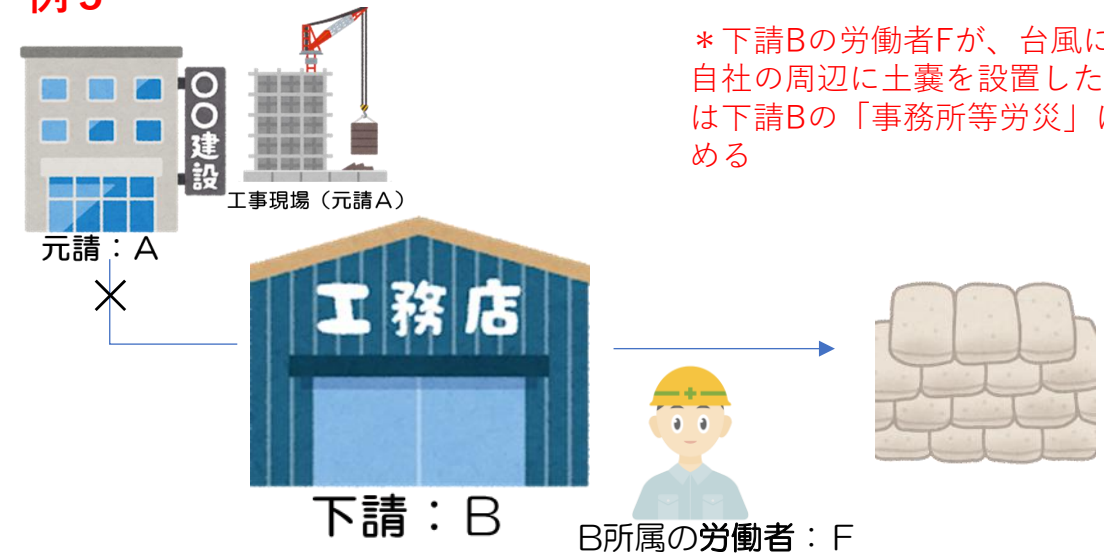 例5
＊下請Bの労働者Fが、台風に
自社の周辺に土嚢を設置した
は下請Bの「事務所等労災」
める
〇〇建設
工事現場（元請A）
元請：A
工務店
下請：B
B所属の労働者：F